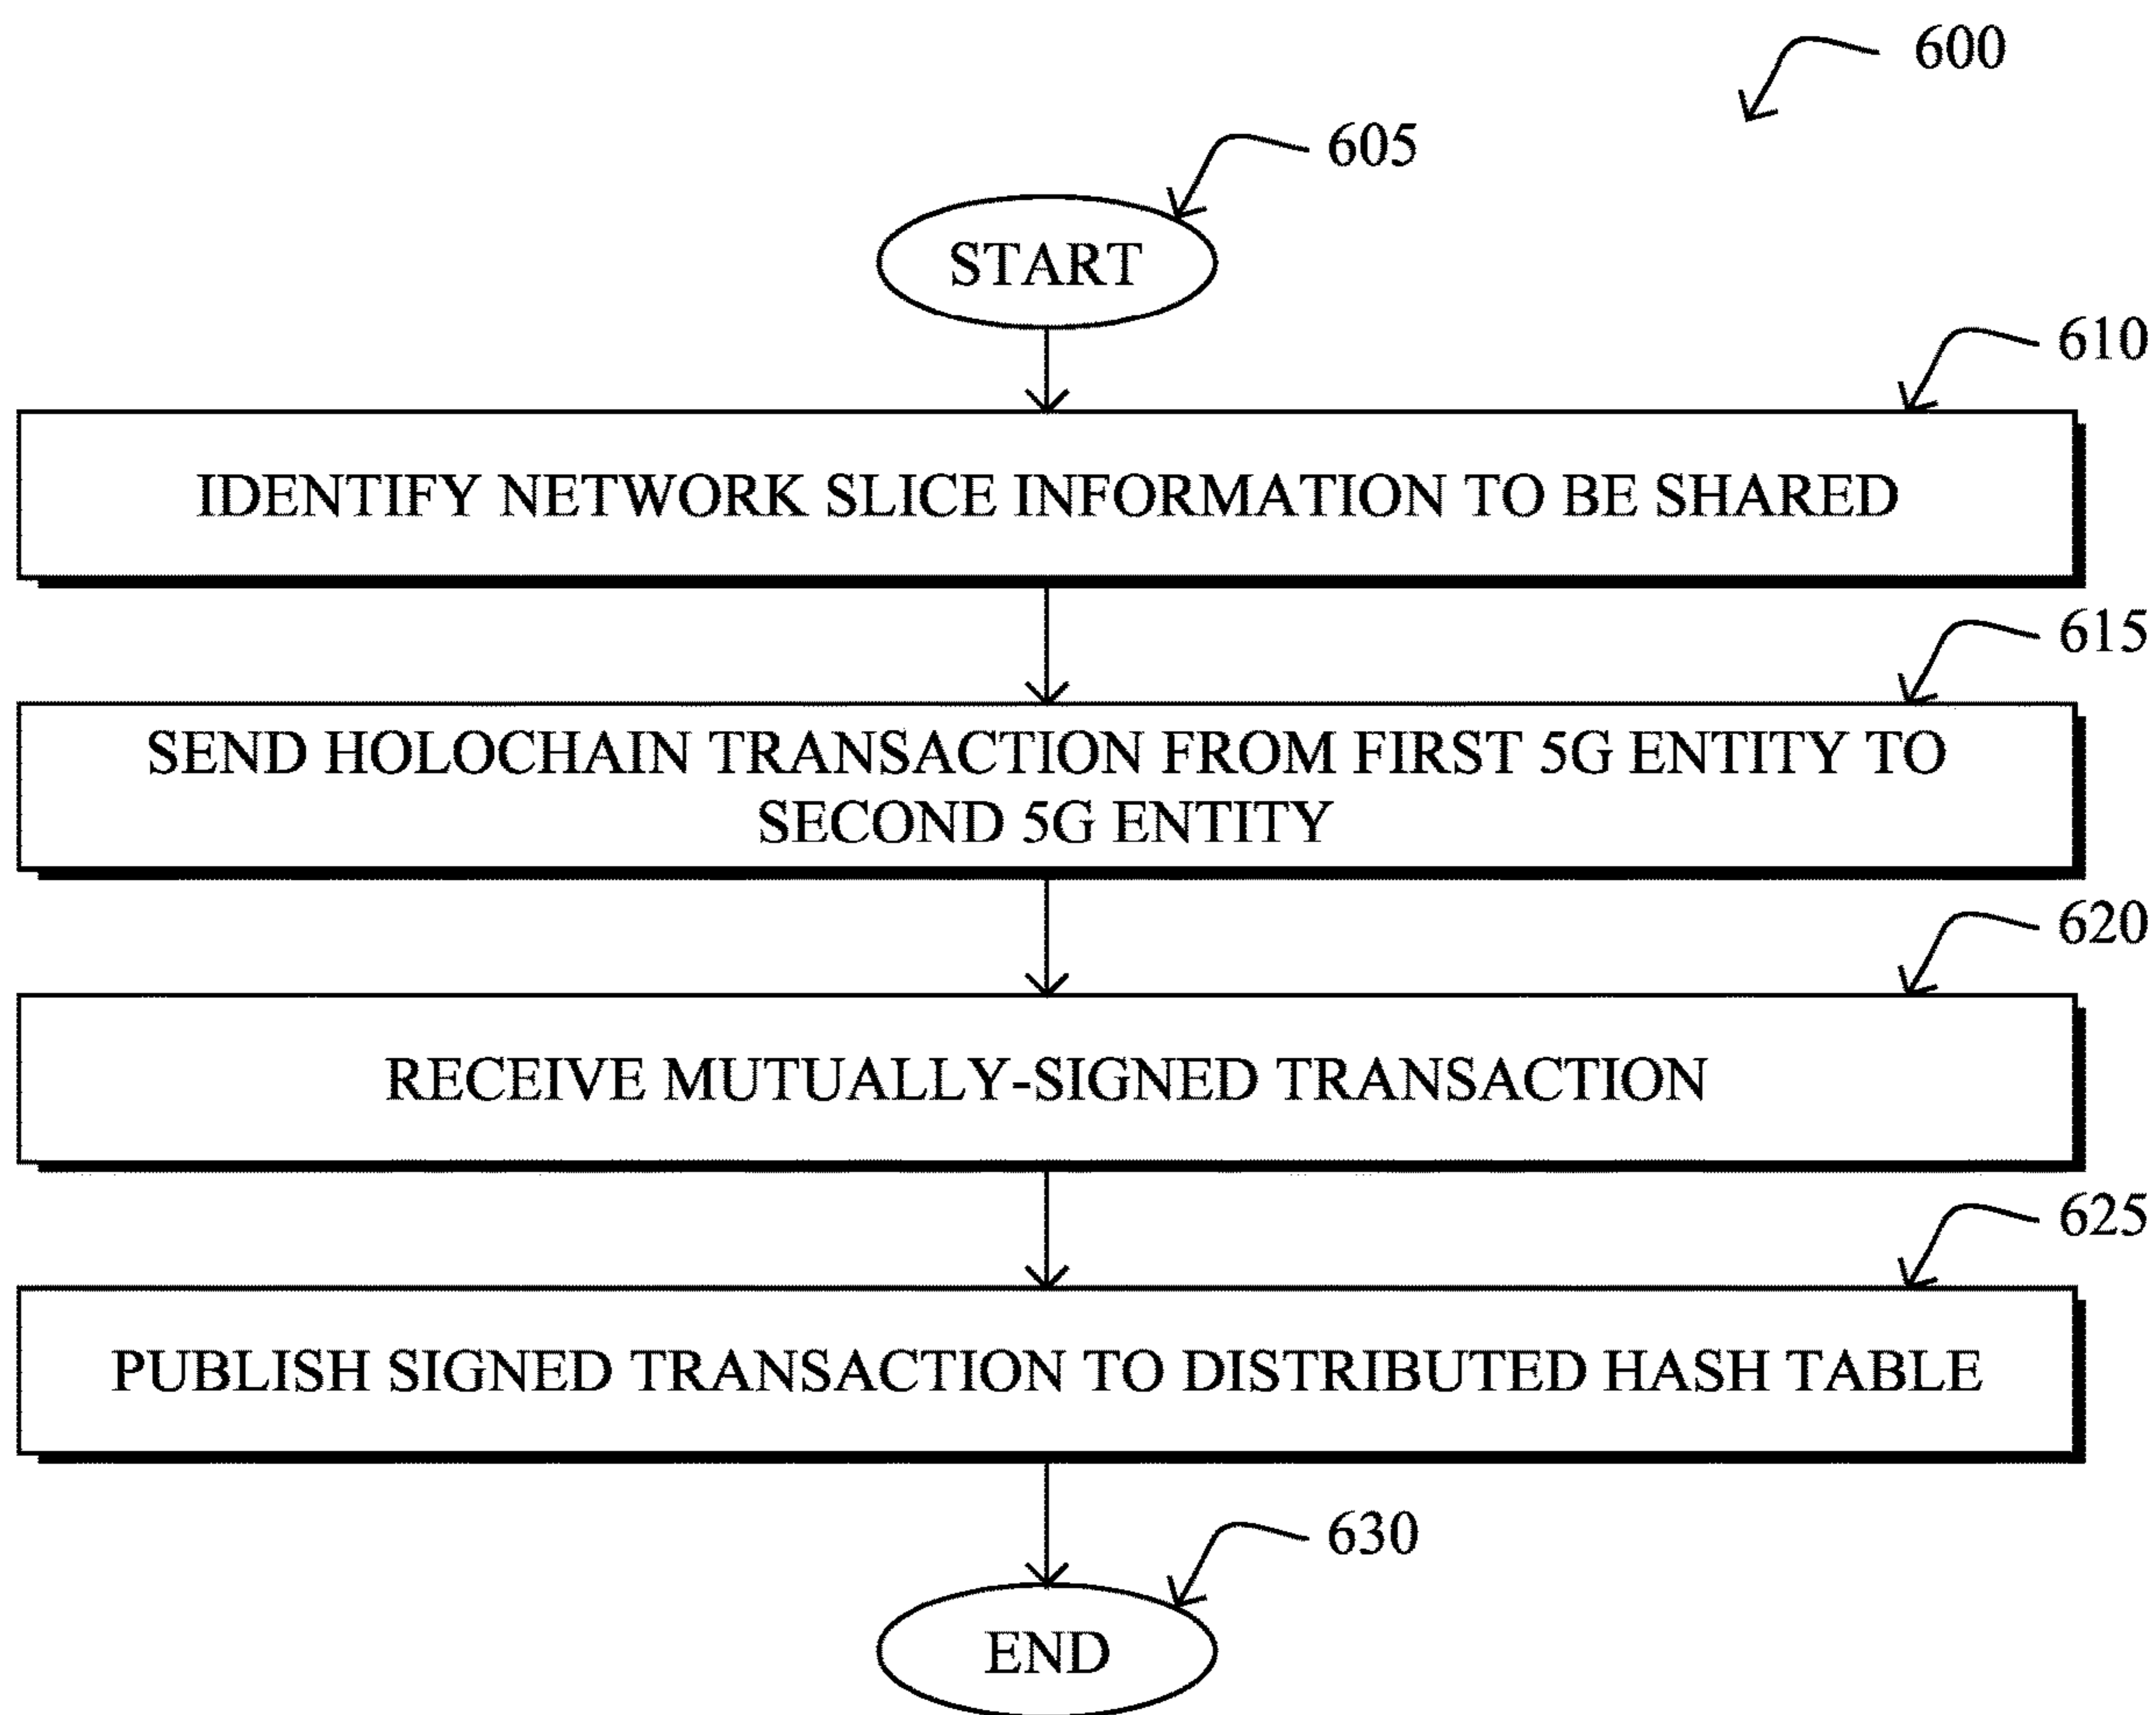 600
605
START
610
IDENTIFY NETWORK SLICE INFORMATION TO BE SHARED
615
SEND HOLOCHAIN TRANSACTION FROM FIRST 5G ENTITY TO
SECOND 5G ENTITY
620
RECEIVE MUTUALLY-SIGNED TRANSACTION
625
PUBLISH SIGNED TRANSACTION TO DISTRIBUTED HASH TABLE
630
END